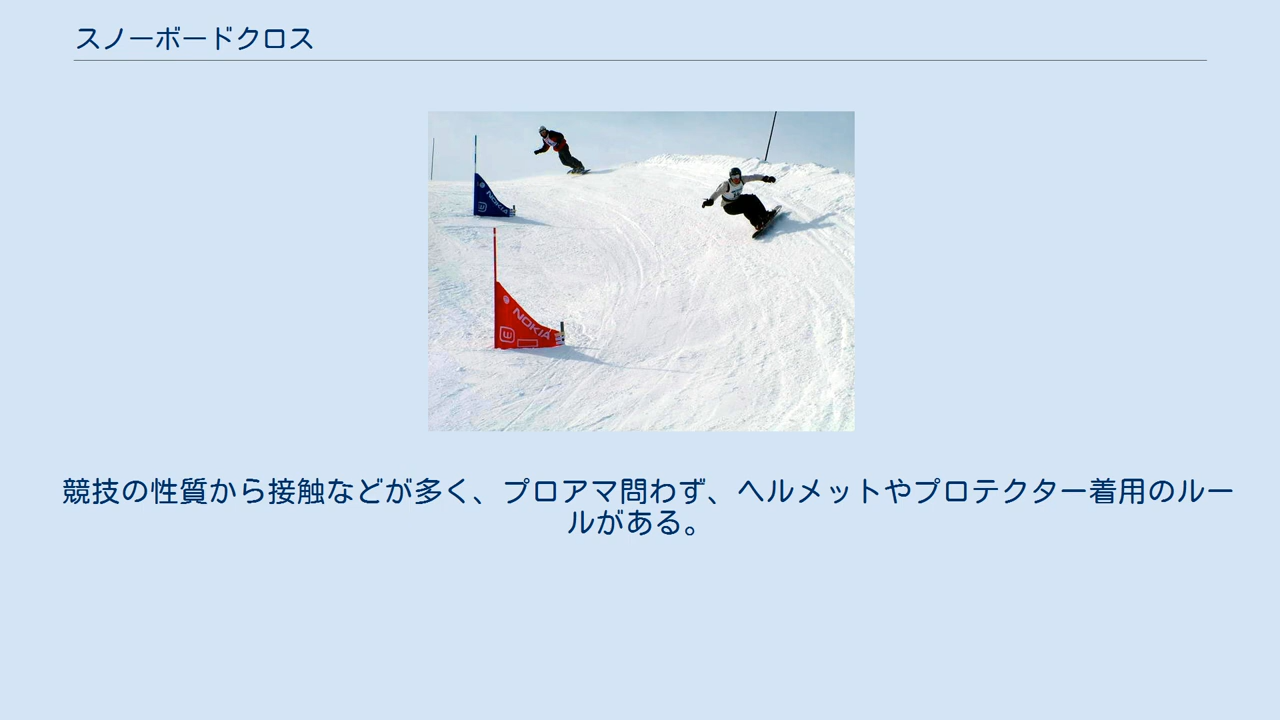 スノーボードクロス
NOKIA
NOKIA
競技の性質から接触などが多く、プロアマ問わず、ヘルメットやプロテクター着用のルー
ルがある。